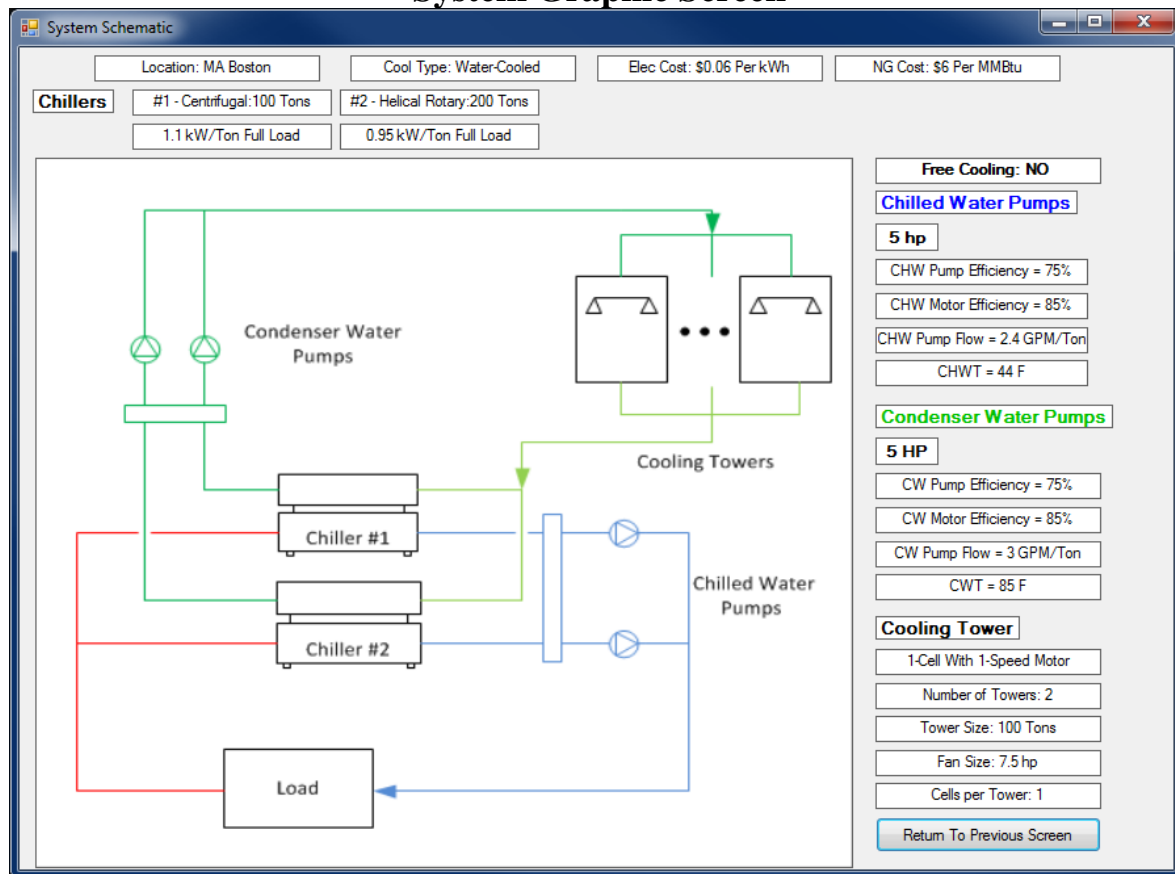 System Graphic Screen
System Schematic
Location: MA Boston
Cool Type: Water-Cooled
Elec Cost: $0.06 Per kWh
NG Cost: $6 Per MMBtu
Chillers
#1 - Centrifugal:100 Tons
#2 - Helical Rotary:200 Tons
1.1 kW/Ton Full Load
0.95 kW/Ton Full Load
Condenser Water
Pumps
Cooling Towers
Chiller #1
Chiller #2
Chilled Water
Pumps
Load
Free Cooling: NO
Chilled Water Pumps
5 hp
CHW Pump Efficiency = 75%
CHW Motor Efficiency = 85%
CHW Pump Flow = 2.4 GPM/Ton
CHWT = 44 F
Condenser Water Pumps
5 HP
CW Pump Efficiency = 75%
CW Motor Efficiency = 85%
CW Pump Flow = 3 GPM/Ton
CWT = 85 F
Cooling Tower
1-Cell With 1-Speed Motor
Number of Towers: 2
Tower Size: 100 Tons
Fan Size: 7.5 hp
Cells per Tower: 1
Return To Previous Screen